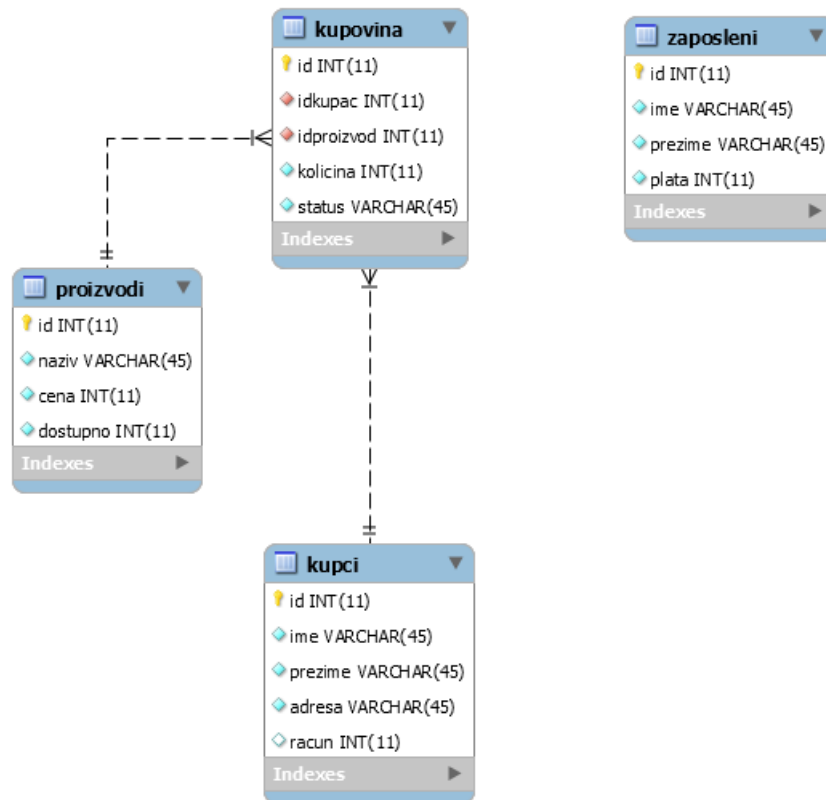 kupovina
id INT(11)
idkupac INT(11)
idproizvod INT(11)
kolicina INT(11)
status VARCHAR(45)
Indexes
zaposleni
id INT(11)
ime VARCHAR(45)
prezime VARCHAR(45)
plata INT(11)
Indexes
proizvodi
id INT(11)
naziv VARCHAR(45)
cena INT(11)
dostupno INT(11)
Indexes
kupci
id INT(11)
ime VARCHAR(45)
prezime VARCHAR(45)
adresa VARCHAR(45)
racun INT(11)
Indexes